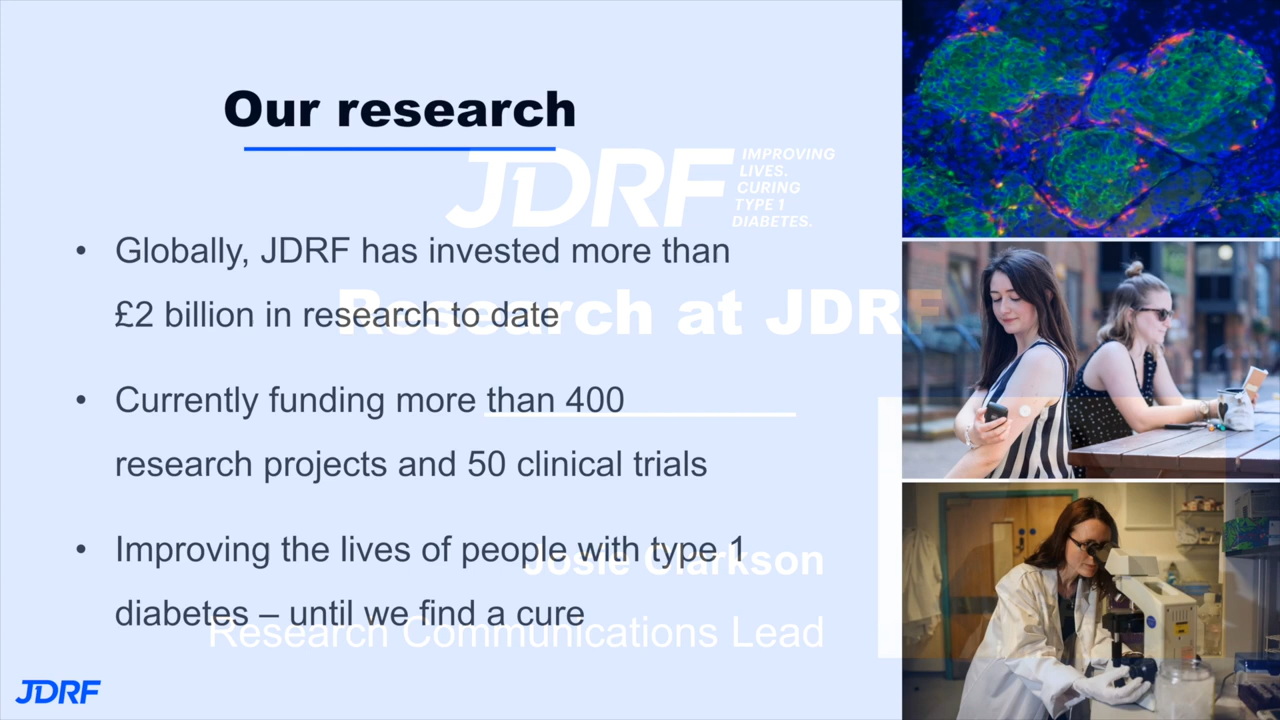 Our research
JDRF
IMPROVING
LIVES.
CURING
TYPE 1
DIABETES.
• Globally, JDRF has invested more than
£2 billion in research to date
Research at JDRF
• Currently funding more than 400
research projects and 50 clinical trials
• Improving the lives of people with type 1
diabetes – until we find a cure
Josie Clarkson
Research Communications Lead
JDRF